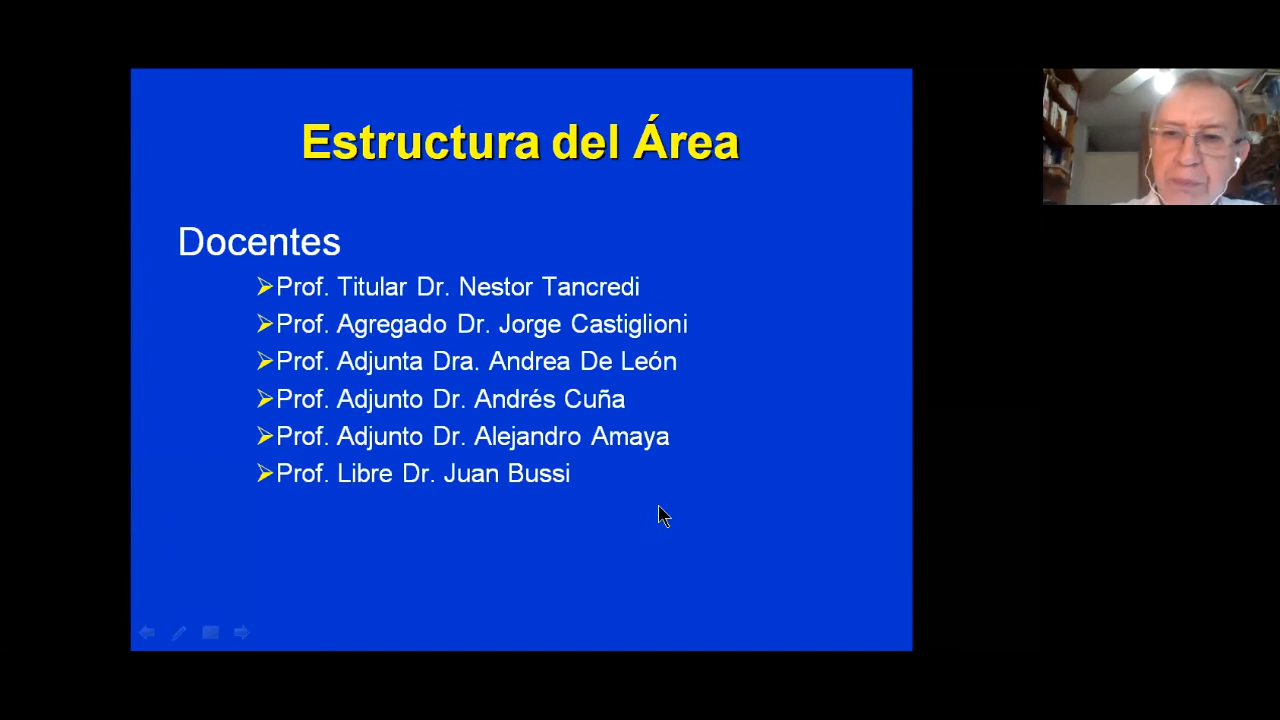 Estructura del Área
Docentes
Prof. Titular Dr. Nestor Tancredi
Prof. Agregado Dr. Jorge Castiglioni
Prof. Adjunta Dra. Andrea De León
Prof. Adjunto Dr. Andrés Cuña
Prof. Adjunto Dr. Alejandro Amaya
Prof. Libre Dr. Juan Bussi